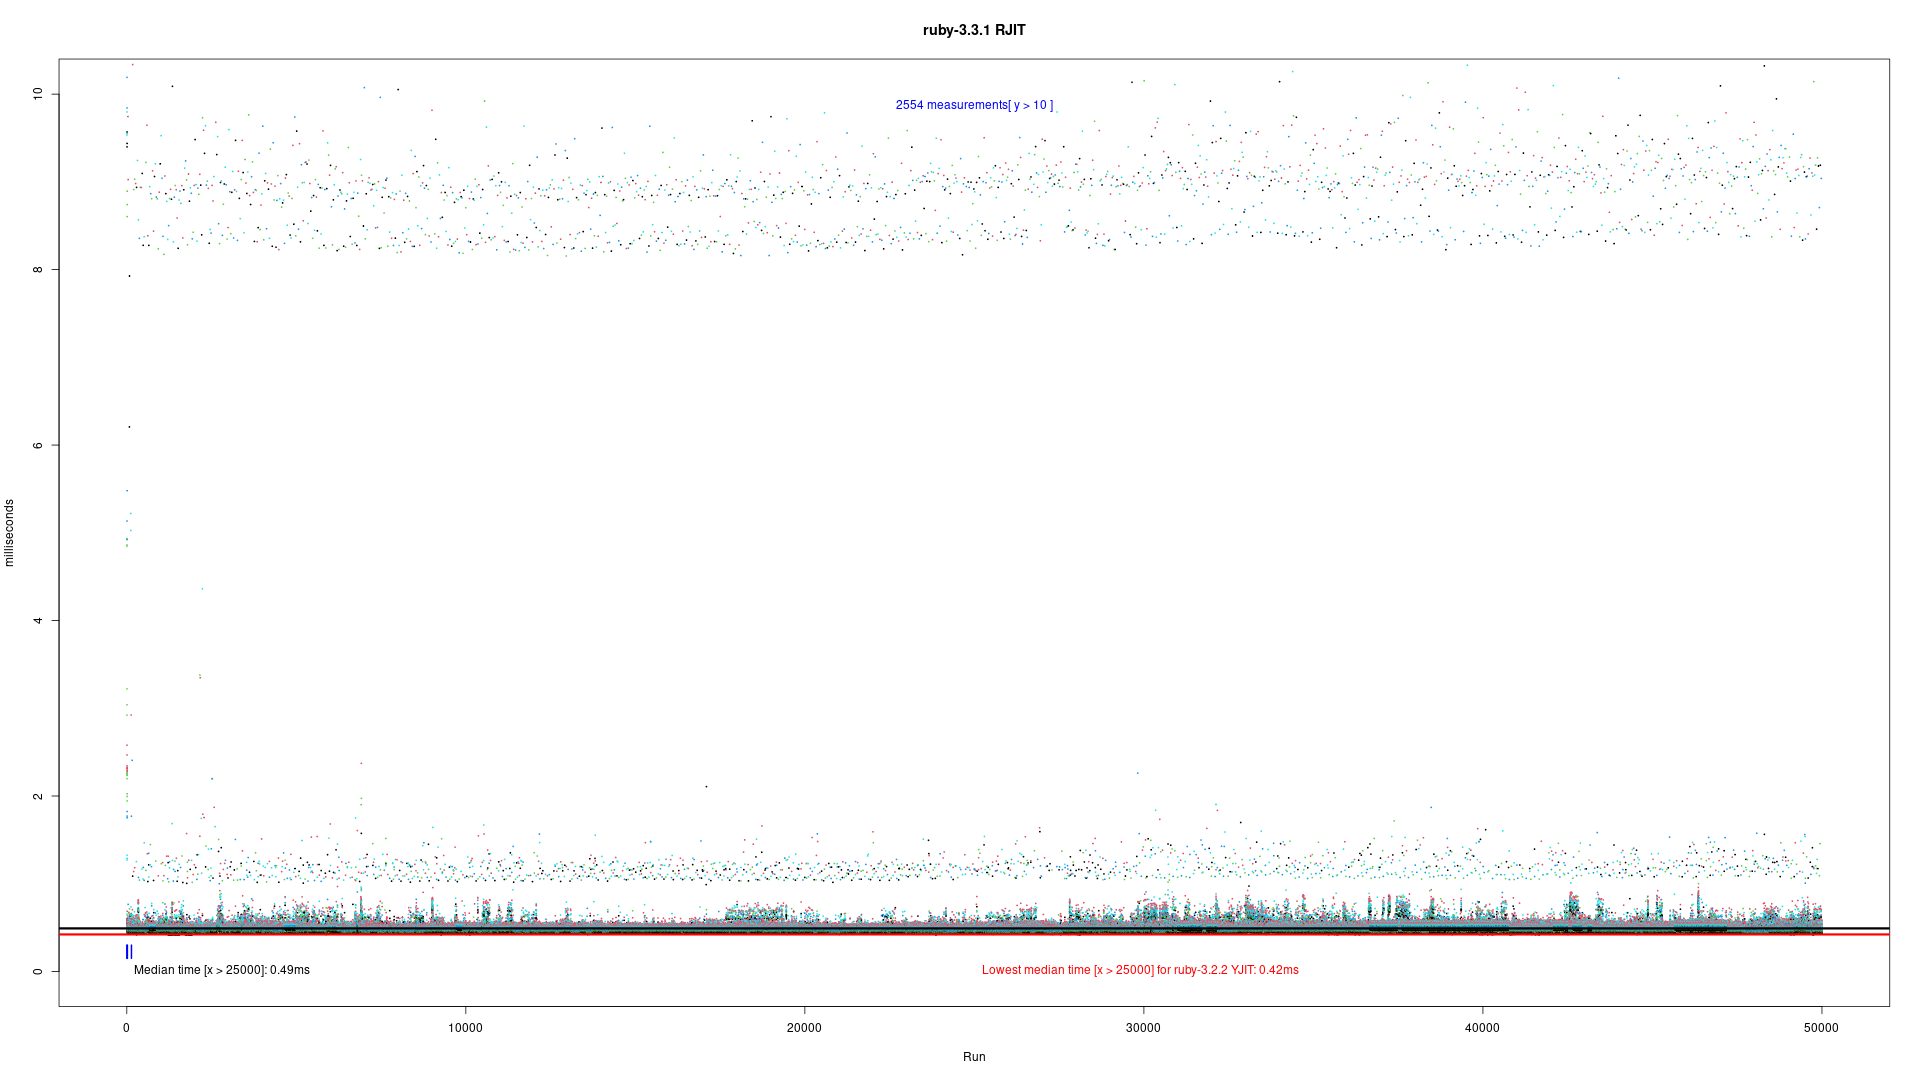 ruby-3.3.1 RJIT
2554 measurements[ y > 10 ]
milliseconds
10
8
6
4
2
0
Median time [x > 25000]: 0.49ms
Lowest median time [x > 25000] for ruby-3.2.2 YJIT: 0.42ms
0 10000 20000 30000 40000 50000
Run